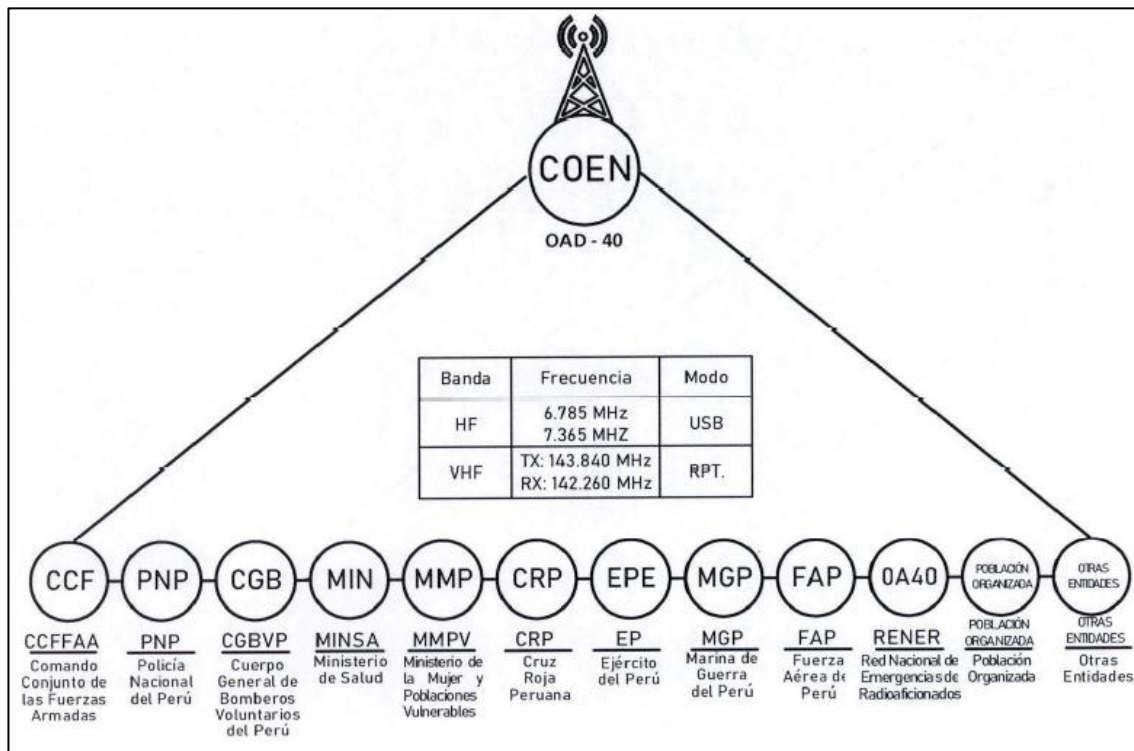 COEN
OAD - 40
Banda Frecuencia Modo
HF 6.785 MHz USB
7.365 MHZ
VHF TX: 143.840 MHz RPT.
RX: 142.260 MHz
CCF PNP CGB MIN MMP CRP EPE MGP FAP OA40 POBLACIÓN ORGANIZADA OTRAS ENTIDADES
CCFFAA
Comando
Conjunto de
las Fuerzas
Armadas
PNP
Policía
Nacional
del Perú
CGBVP
Cuerpo
General de
Bomberos
Voluntarios
del Perú
MINSA
Ministerio
de Salud
MMPV
Ministerio de
la Mujer y
Poblaciones
Vulnerables
CRP
Cruz
Roja
Peruana
EP
Ejército
del Perú
MGP
Marina de
Guerra
del Perú
FAP
Fuerza
Aérea de
Perú
RENER
Red Nacional de
Emergencias de
Radioaficionados
POBLACIÓN
ORGANIZADA
Población
Organizada
OTRAS
ENTIDADES
Otras
Entidades